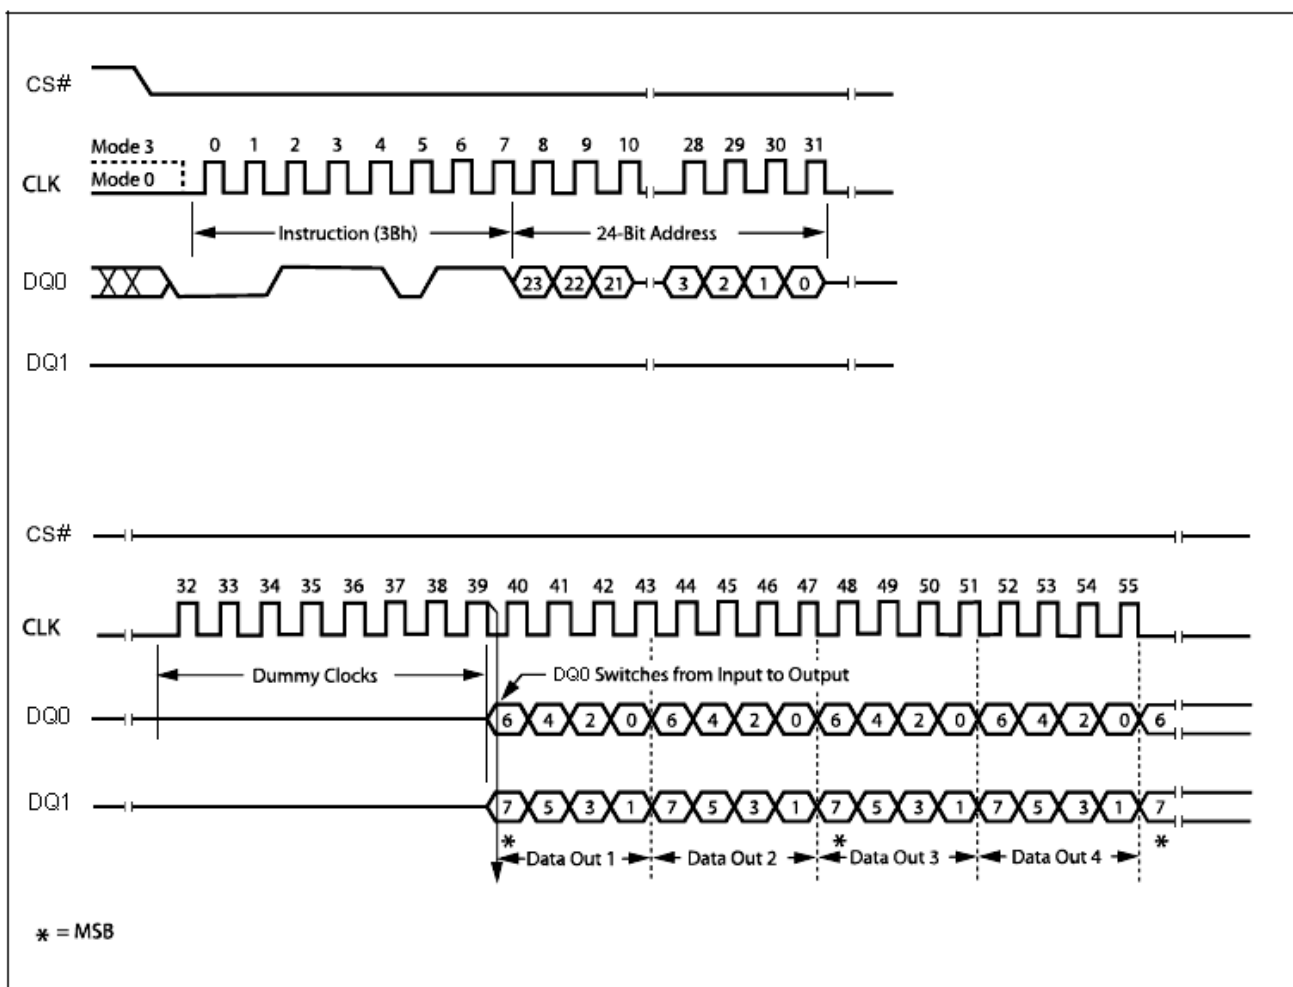 CS#
Mode 3 0 1 2 3 4 5 6 7 8 9 10 28 29 30 31
CLK Mode 0
Instruction (3Bh) 24-Bit Address
DQ0 23 22 21 3 2 1 0
DQ1
CS#
32 33 34 35 36 37 38 39 40 41 42 43 44 45 46 47 48 49 50 51 52 53 54 55
CLK
Dummy Clocks DQ0 Switches from Input to Output
DQ0 6 4 2 0 6 4 2 0 6 4 2 0 6 4 2 0 6
DQ1 7 5 3 1 7 5 3 1 7 5 3 1 7 5 3 1 7
* * *
Data Out 1 Data Out 2 Data Out 3 Data Out 4
* = MSB